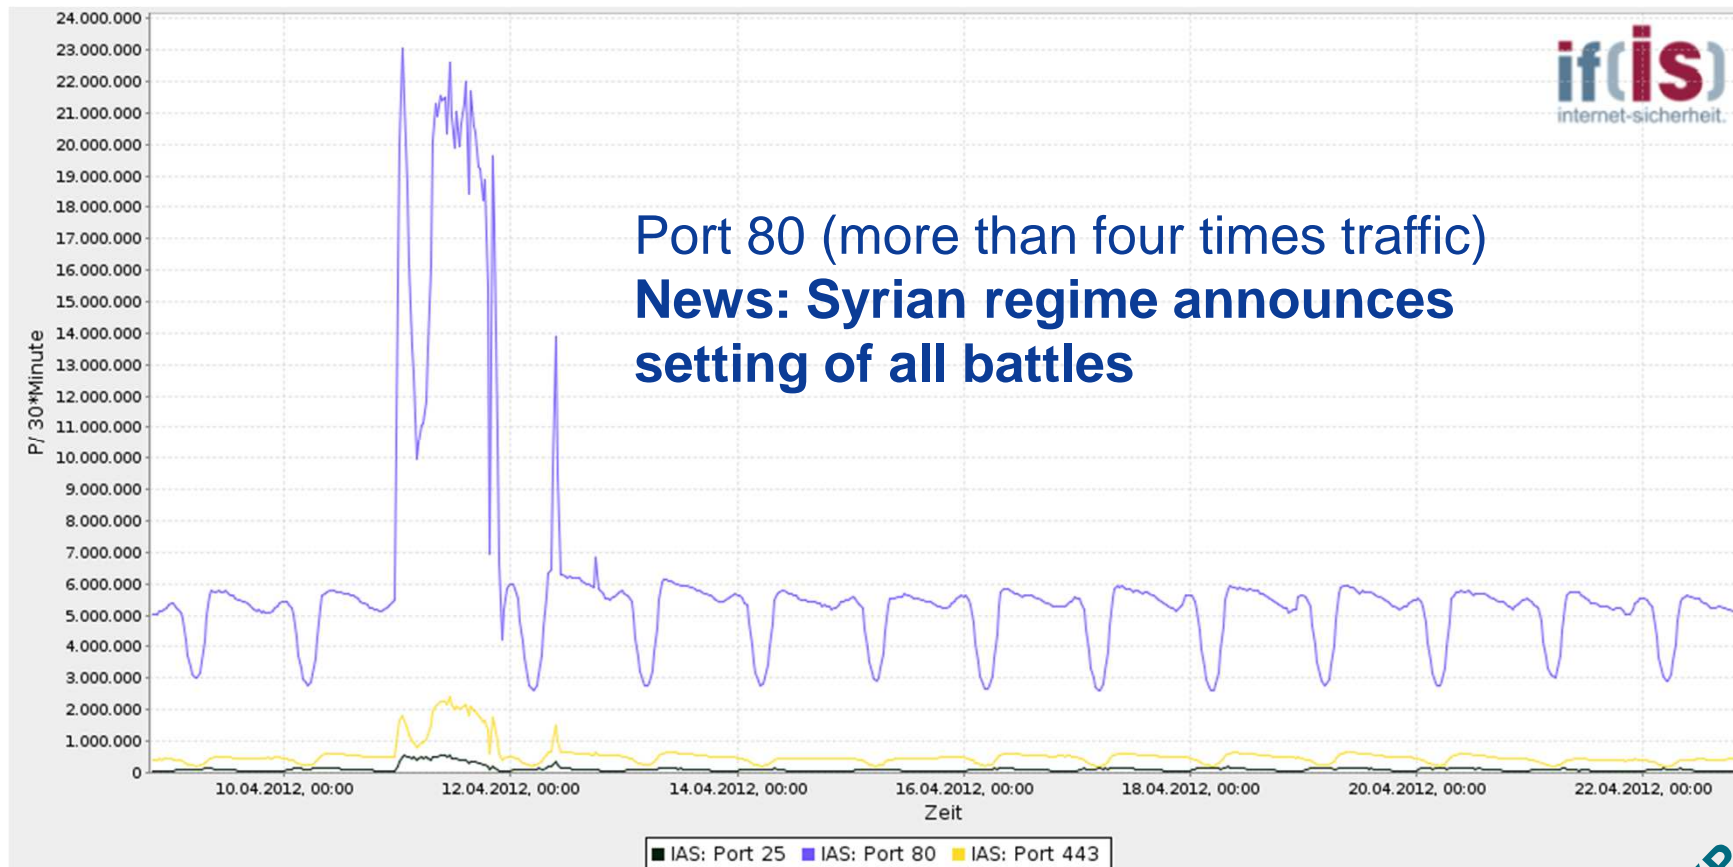 24.000.000
23.000.000
22.000.000
21.000.000
20.000.000
19.000.000
18.000.000
17.000.000
16.000.000
15.000.000
14.000.000
13.000.000
12.000.000
11.000.000
10.000.000
9.000.000
8.000.000
7.000.000
6.000.000
5.000.000
4.000.000
3.000.000
2.000.000
1.000.000
0
P/ 30*Minute
if(is)
internet-sicherheit.
Port 80 (more than four times traffic)
News: Syrian regime announces
setting of all battles
10.04.2012, 00:00 12.04.2012, 00:00 14.04.2012, 00:00 16.04.2012, 00:00 18.04.2012, 00:00 20.04.2012, 00:00 22.04.2012, 00:00
Zeit
IAS: Port 25 IAS: Port 80 IAS: Port 443